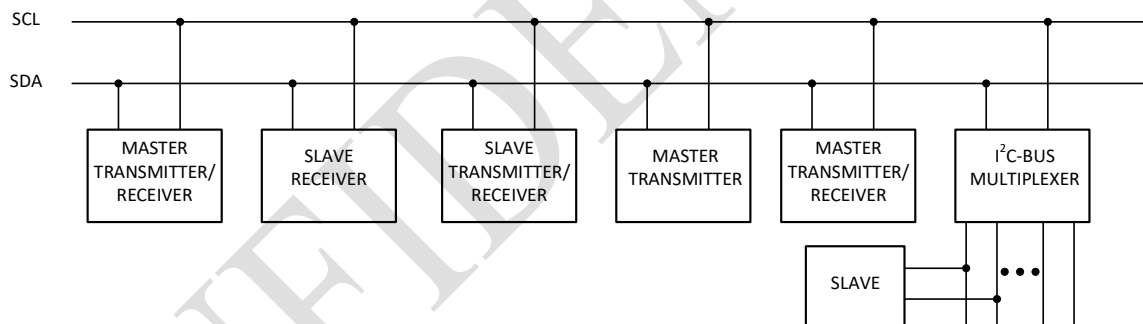 SCL
SDA
MASTER
TRANSMITTER/
RECEIVER
SLAVE
RECEIVER
SLAVE
TRANSMITTER/
RECEIVER
MASTER
TRANSMITTER
MASTER
TRANSMITTER/
RECEIVER
I²C-BUS
MULTIPLEXER
SLAVE